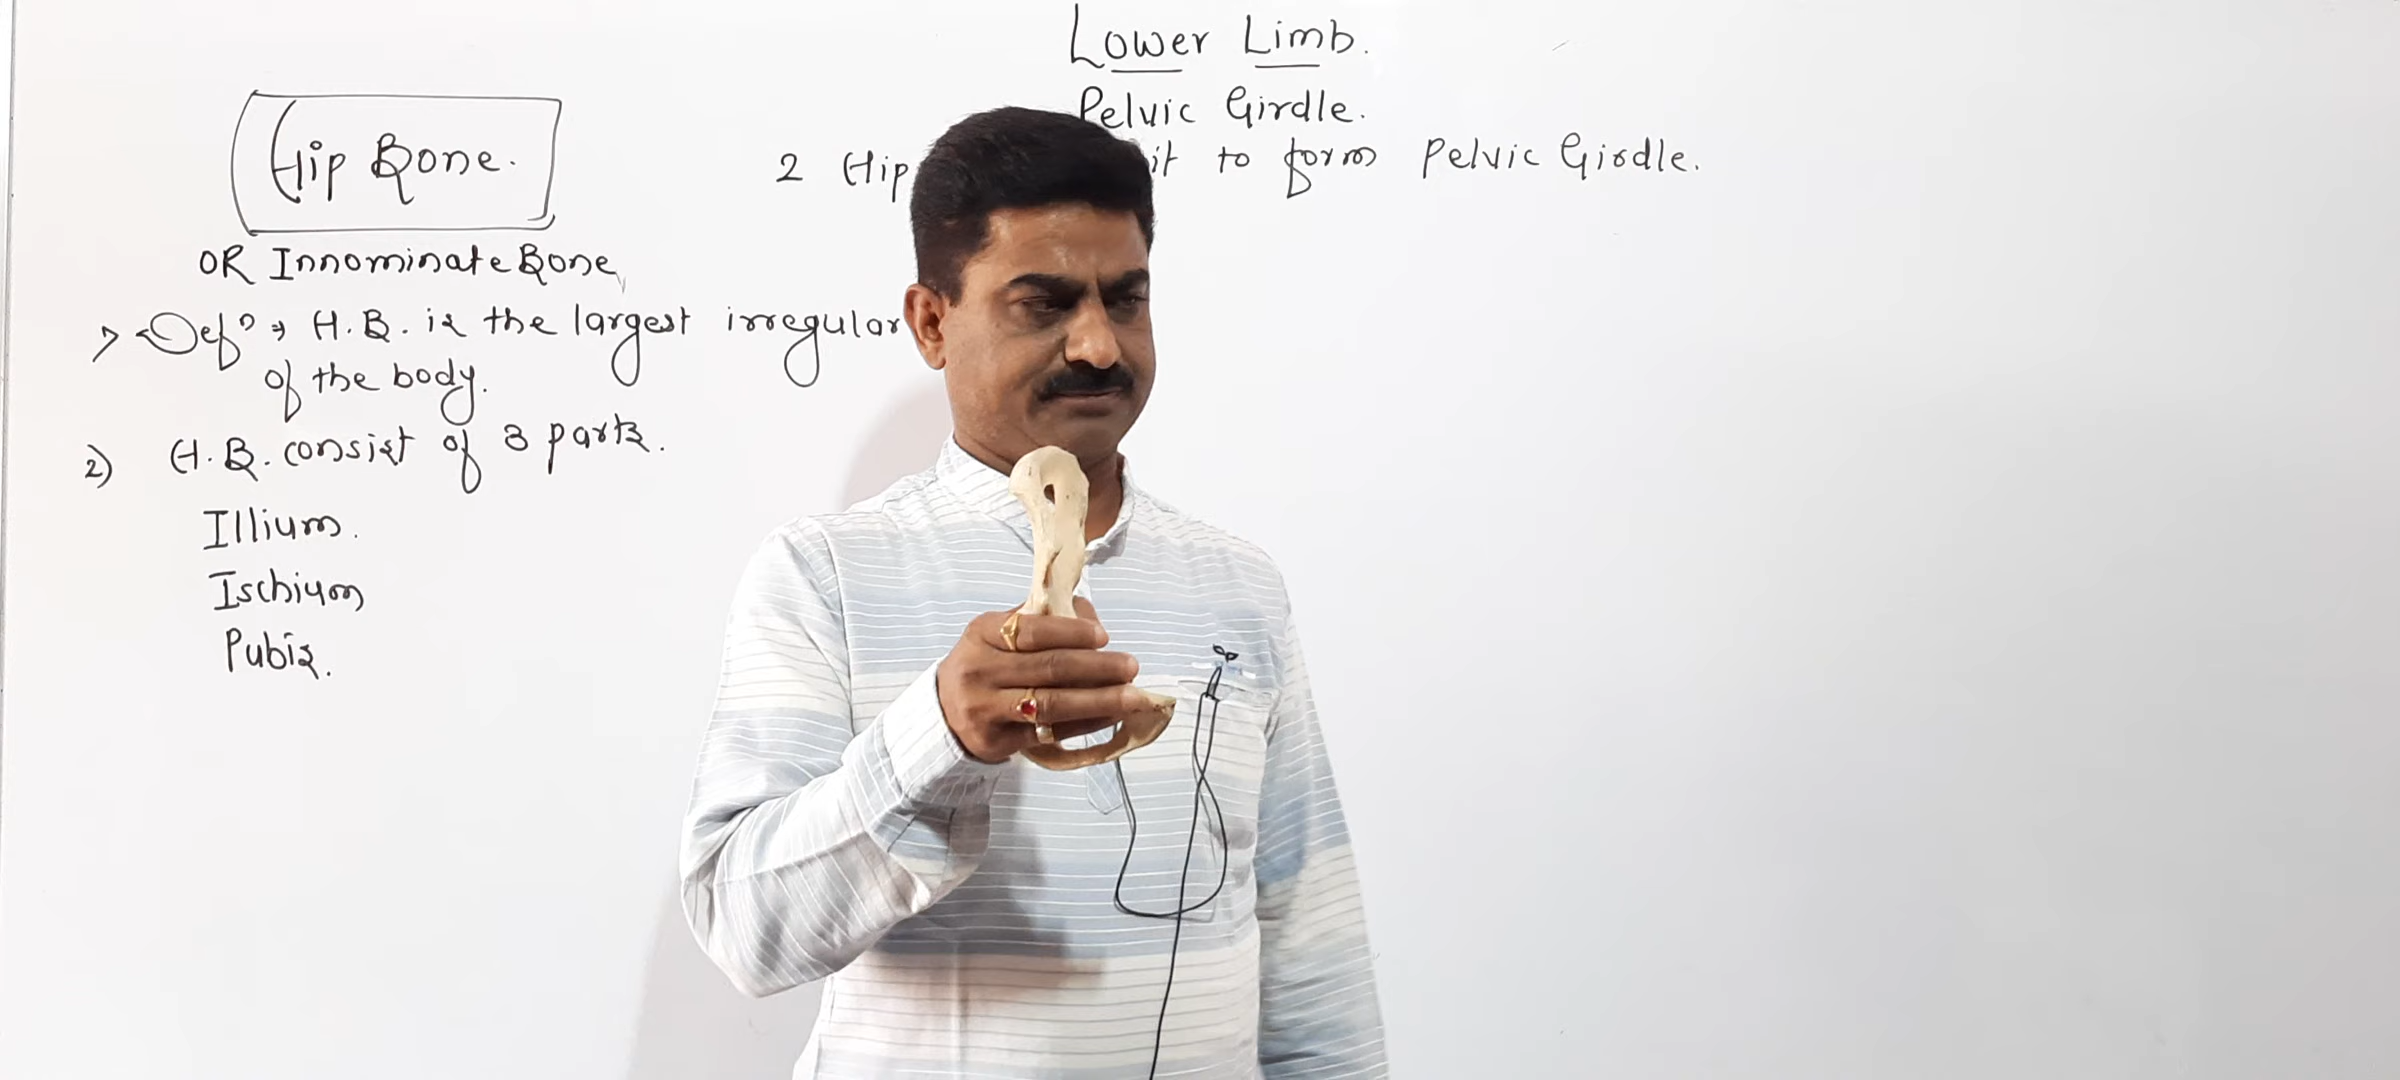 Lower Limb.
Pelvic Girdle.
2 Hip it to form Pelvic Girdle.
Hip Bone.
OR Innominate Bone
1) Defn → H.B. is the largest irregular
of the body.
2) H.B. consist of 3 parts.
Illium.
Ischium
Pubis.